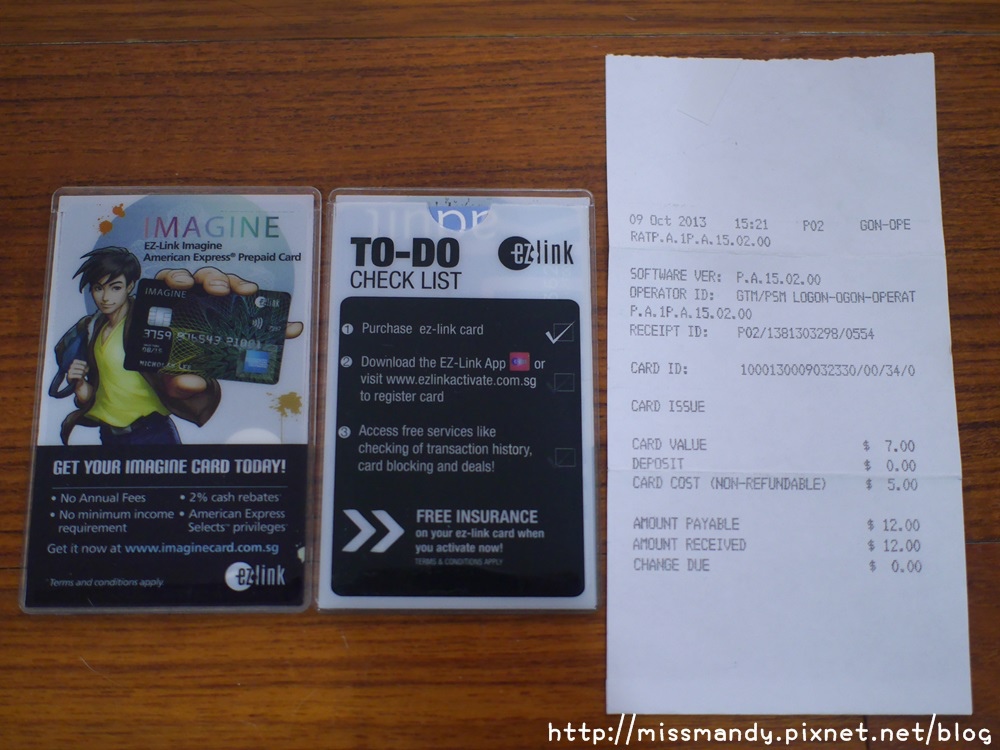 IMAGINE
EZ-Link Imagine
American Express® Prepaid Card
IMAGINE
ez-link
3759
AMERICAN EXPRESS
GET YOUR IMAGINE CARD TODAY!
• No Annual Fees
• No minimum income
requirement
• 2% cash rebates*
• American Express
Selects™ privileges*
Get it now at www.imaginecard.com.sg
*Terms and conditions apply.
ez-link
TO-DO
CHECK LIST
ez-link
1 Purchase ez-link card
2 Download the EZ-Link App or
visit www.ezlinkactivate.com.sg
to register card
3 Access free services like
checking of transaction history,
card blocking and deals!
FREE INSURANCE
on your ez-link card when
you activate now!
TERMS & CONDITIONS APPLY
09 Oct 2013 15:21 P02 GON-OPE
RATP.A.1P.A.15.02.00
SOFTWARE VER: P.A.15.02.00
OPERATOR ID: GTM/PSM LOGON-OGON-OPERAT
P.A.1P.A.15.02.00
RECEIPT ID: P02/1381303298/0554
CARD ID: 1000130009032330/00/34/0
CARD ISSUE
CARD VALUE $ 7.00
DEPOSIT $ 0.00
CARD COST (NON-REFUNDABLE) $ 5.00
AMOUNT PAYABLE $ 12.00
AMOUNT RECEIVED $ 12.00
CHANGE DUE $ 0.00
http://missmandy.pixnet.net/blog